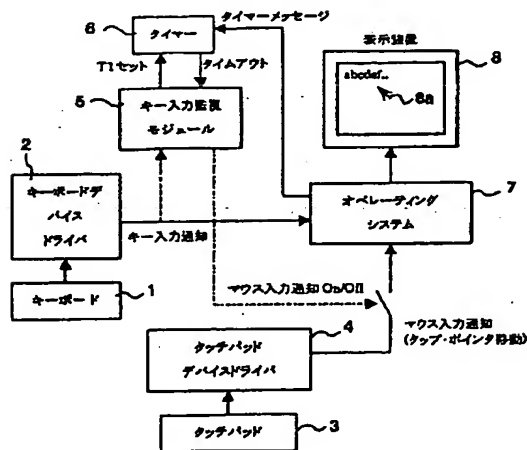 6
タイマー
タイマーメッセージ
表示装置
8
T1セット
タイムアウト
abcdef..
8a
5
キー入力監視
モジュール
2
キーボードデ
バイス
ドライバ
オペレーティング
システム
7
キー入力通知
キーボード
1
マウス入力通知 On/Off
マウス入力通知
(タップ・ポインタ移動)
4
タッチパッド
デバイスドライバ
タッチパッド
3